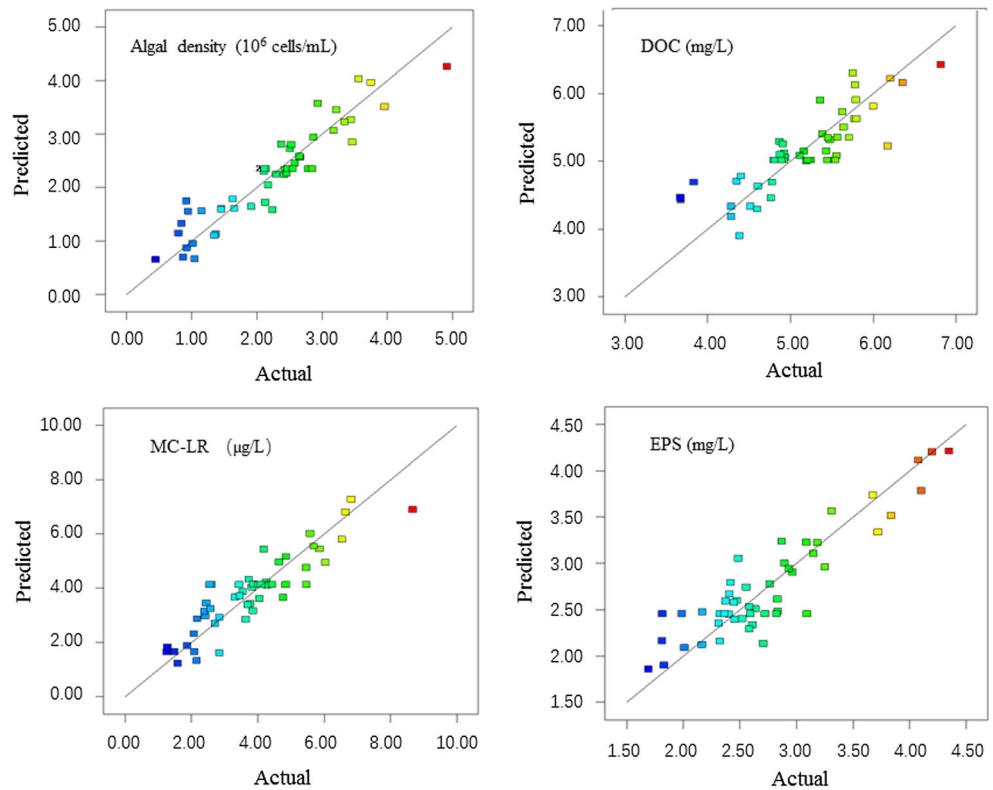 5.00
Algal density (10⁶ cells/mL)
4.00
3.00
2.00
1.00
0.00
Predicted
2
0.00 1.00 2.00 3.00 4.00 5.00
Actual
7.00
DOC (mg/L)
6.00
5.00
4.00
3.00
Predicted
3.00 4.00 5.00 6.00 7.00
Actual
10.00
MC-LR (μg/L)
8.00
6.00
4.00
2.00
0.00
Predicted
0.00 2.00 4.00 6.00 8.00 10.00
Actual
4.50
EPS (mg/L)
4.00
3.50
3.00
2.50
2.00
1.50
Predicted
1.50 2.00 2.50 3.00 3.50 4.00 4.50
Actual